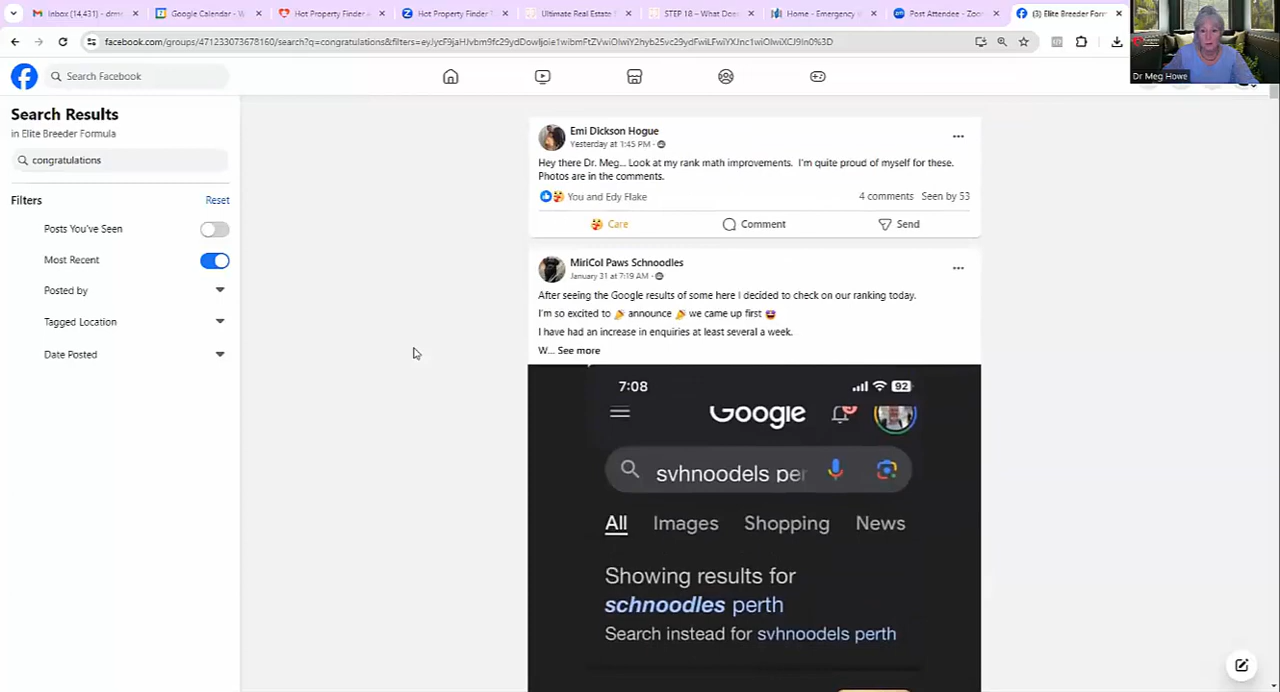 Inbox (14,431) - drme
Google Calendar - W
Hot Property Finder A
Hot Property Finder T
Ultimate Real Estate
STEP 18 – What Does
Home - Emergency
Post Attendee - Zoo
(3) Elite Breeder Form
facebook.com/groups/471233073678160/search?q=congratulations&filters=
Dr Meg Howe
Search Facebook
Search Results
in Elite Breeder Formula
congratulations
Filters
Reset
Posts You've Seen
Most Recent
Posted by
Tagged Location
Date Posted
Emi Dickson Hogue
Yesterday at 1:45 PM ·
Hey there Dr. Meg... Look at my rank math improvements. I'm quite proud of myself for these.
Photos are in the comments.
You and Edy Flake
4 comments Seen by 53
Care
Comment
Send
MiriCol Paws Schnoodles
January 31 at 7:19 AM ·
After seeing the Google results of some here I decided to check on our ranking today.
I'm so excited to 🎉 announce 🎉 we came up first 🤩
I have had an increase in enquiries at least several a week.
W... See more
7:08
92
Google
svhnoodels per
All Images Shopping News
Showing results for
schnoodles perth
Search instead for svhnoodels perth